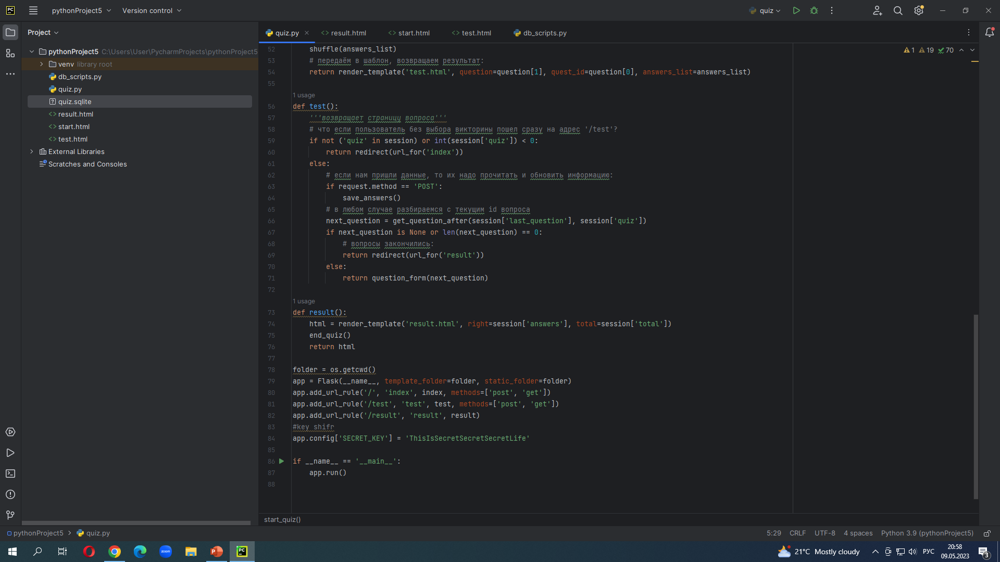 PC pythonProject5 Version control quiz
Project
quiz.py result.html start.html test.html db_scripts.py
pythonProject5 C:\Users\User\PycharmProjects\pythonProject5
venv library root
db_scripts.py
quiz.py
quiz.sqlite
result.html
start.html
test.html
External Libraries
Scratches and Consoles
1 19 70
52 shuffle(answers_list)
53 # передаём в шаблон, возвращаем результат:
54 return render_template('test.html', question=question[1], quest_id=question[0], answers_list=answers_list)
55
1 usage
56 def test():
57 '''возвращает страницу вопроса'''
58 # что если пользователь без выбора викторины пошел сразу на адрес '/test'?
59 if not ('quiz' in session) or int(session['quiz']) < 0:
60 return redirect(url_for('index'))
61 else:
62 # если нам пришли данные, то их надо прочитать и обновить информацию:
63 if request.method == 'POST':
64 save_answers()
65 # в любом случае разбираемся с текущим id вопроса
66 next_question = get_question_after(session['last_question'], session['quiz'])
67 if next_question is None or len(next_question) == 0:
68 # вопросы закончились:
69 return redirect(url_for('result'))
70 else:
71 return question_form(next_question)
72
1 usage
73 def result():
74 html = render_template('result.html', right=session['answers'], total=session['total'])
75 end_quiz()
76 return html
77
78 folder = os.getcwd()
79 app = Flask(__name__, template_folder=folder, static_folder=folder)
80 app.add_url_rule('/', 'index', index, methods=['post', 'get'])
81 app.add_url_rule('/test', 'test', test, methods=['post', 'get'])
82 app.add_url_rule('/result', 'result', result)
83 #key shifr
84 app.config['SECRET_KEY'] = 'ThisIsSecretSecretSecretLife'
85
86 if __name__ == '__main__':
87 app.run()
88
start_quiz()
pythonProject5 > quiz.py 5:29 CRLF UTF-8 4 spaces Python 3.9 (pythonProject5)
zoom P PC 21°C Mostly cloudy РУС 20:58
09.05.2023 3